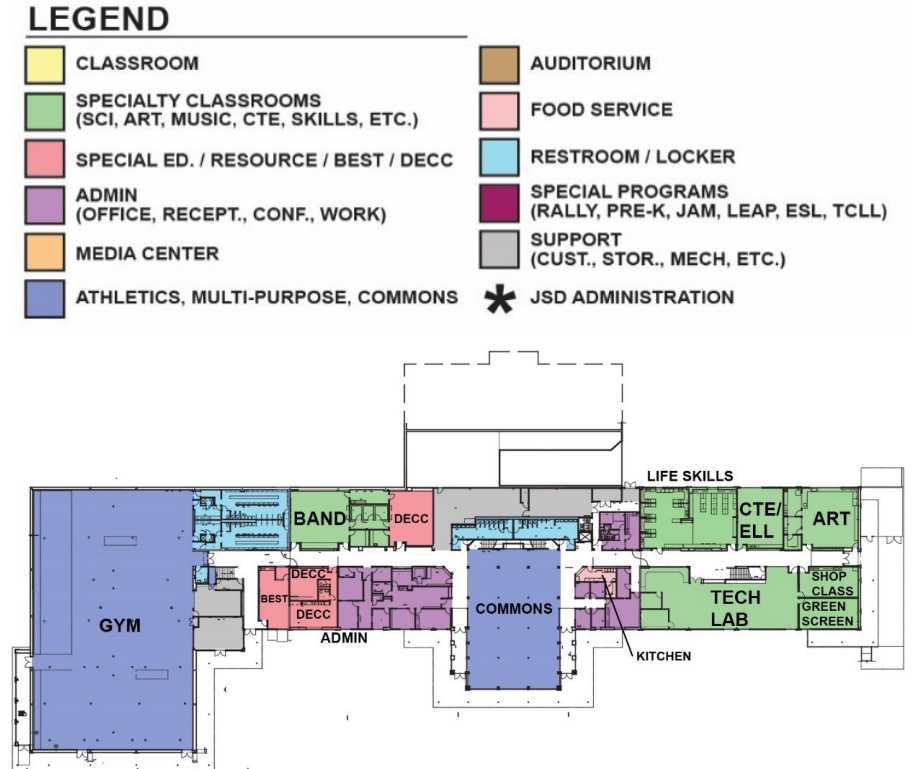 LEGEND
CLASSROOM
SPECIALTY CLASSROOMS
(SCI, ART, MUSIC, CTE, SKILLS, ETC.)
SPECIAL ED. / RESOURCE / BEST / DECC
ADMIN
(OFFICE, RECEPT., CONF., WORK)
MEDIA CENTER
ATHLETICS, MULTI-PURPOSE, COMMONS
AUDITORIUM
FOOD SERVICE
RESTROOM / LOCKER
SPECIAL PROGRAMS
(RALLY, PRE-K, JAM, LEAP, ESL, TCLL)
SUPPORT
(CUST., STOR., MECH, ETC.)
JSD ADMINISTRATION
LIFE SKILLS
BAND
DECC
CTE/
ELL
ART
GYM
BEST
DECC
DECC
ADMIN
COMMONS
KITCHEN
TECH
LAB
SHOP
CLASS
GREEN
SCREEN